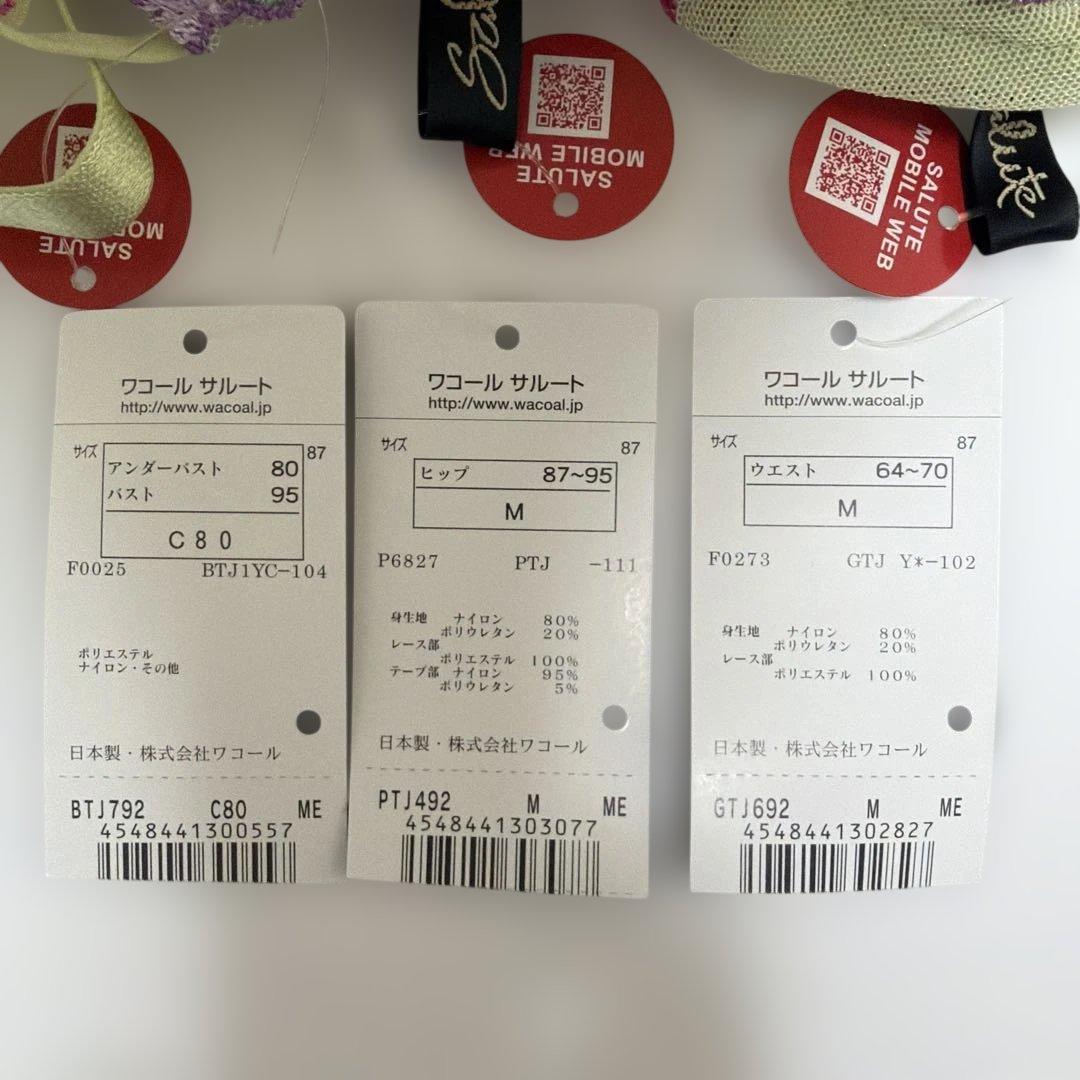 SALUTE
MOB
Sal
SALUTE
MOBILE WEB
SALUTE
MOBILE WEB
Salute
ワコール サルート
http://www.wacoal.jp
サイズ
87
アンダーバスト 80
バスト 95
C80
F0025 BTJ1YC-104
ポリエステル
ナイロン・その他
日本製・株式会社ワコール
BTJ792 C80 ME
4548441300557
ワコール サルート
http://www.wacoal.jp
サイズ
87
ヒップ 87~95
M
P6827 PTJ -111
身生地 ナイロン 80%
ポリウレタン 20%
レース部
ポリエステル 100%
テープ部 ナイロン 95%
ポリウレタン 5%
日本製・株式会社ワコール
PTJ492 M ME
4548441303077
ワコール サルート
http://www.wacoal.jp
サイズ
87
ウエスト 64~70
M
F0273 GTJ Y*-102
身生地 ナイロン 80%
ポリウレタン 20%
レース部
ポリエステル 100%
日本製・株式会社ワコール
GTJ692 M ME
4548441302827